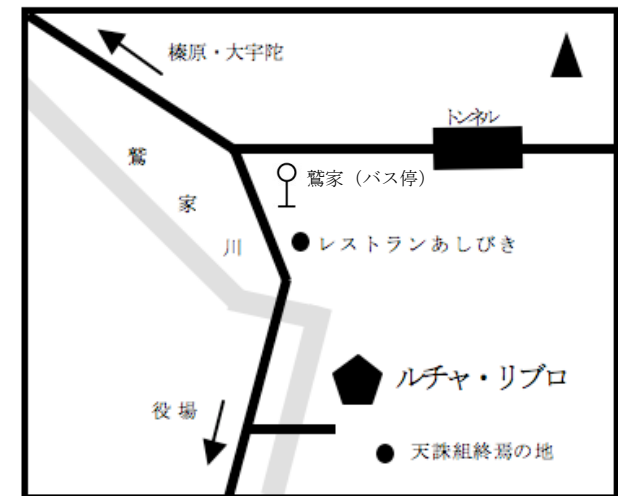 榛原・大宇陀
トンネル
鷲家川
鷲家（バス停）
レストランあしびき
ルチャ・リブロ
役場
天誅組終焉の地